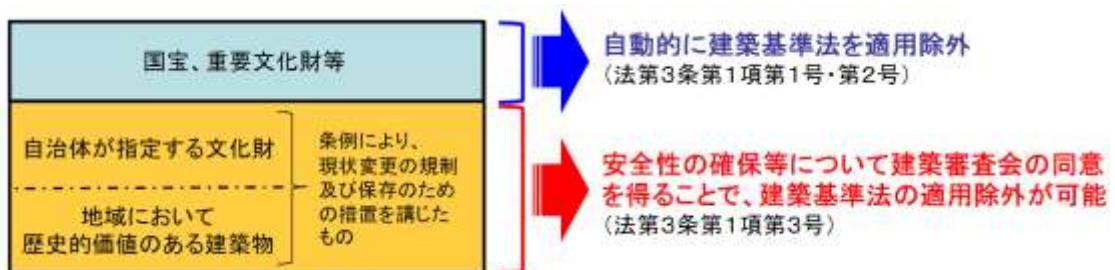 国宝、重要文化財等
自動的に建築基準法を適用除外
(法第3条第1項第1号・第2号)
自治体が指定する文化財
地域において
歴史的価値のある建築物
条例により、
現状変更の規制
及び保存のため
の措置を講じた
もの
安全性の確保等について建築審査会の同意
を得ることで、建築基準法の適用除外が可能
(法第3条第1項第3号)